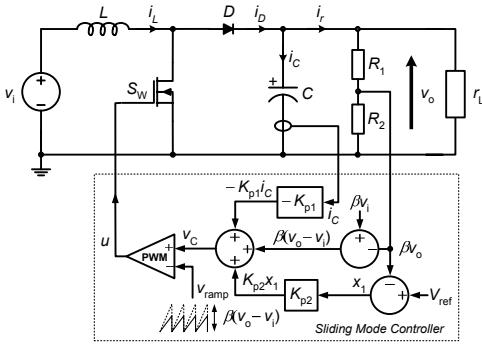 L
i_L
D
i_D
i_r
v_i
+
−
S_W
i_C
+
C
R_1
R_2
v_o
r_L
− K_p1 i_C
− K_p1
i_C
βv_i
u
PWM
+
−
v_C
+
+
+
β(v_o − v_i)
+
−
βv_o
v_ramp
K_p2 x_1
K_p2
x_1
−
+
V_ref
β(v_o − v_i)
Sliding Mode Controller